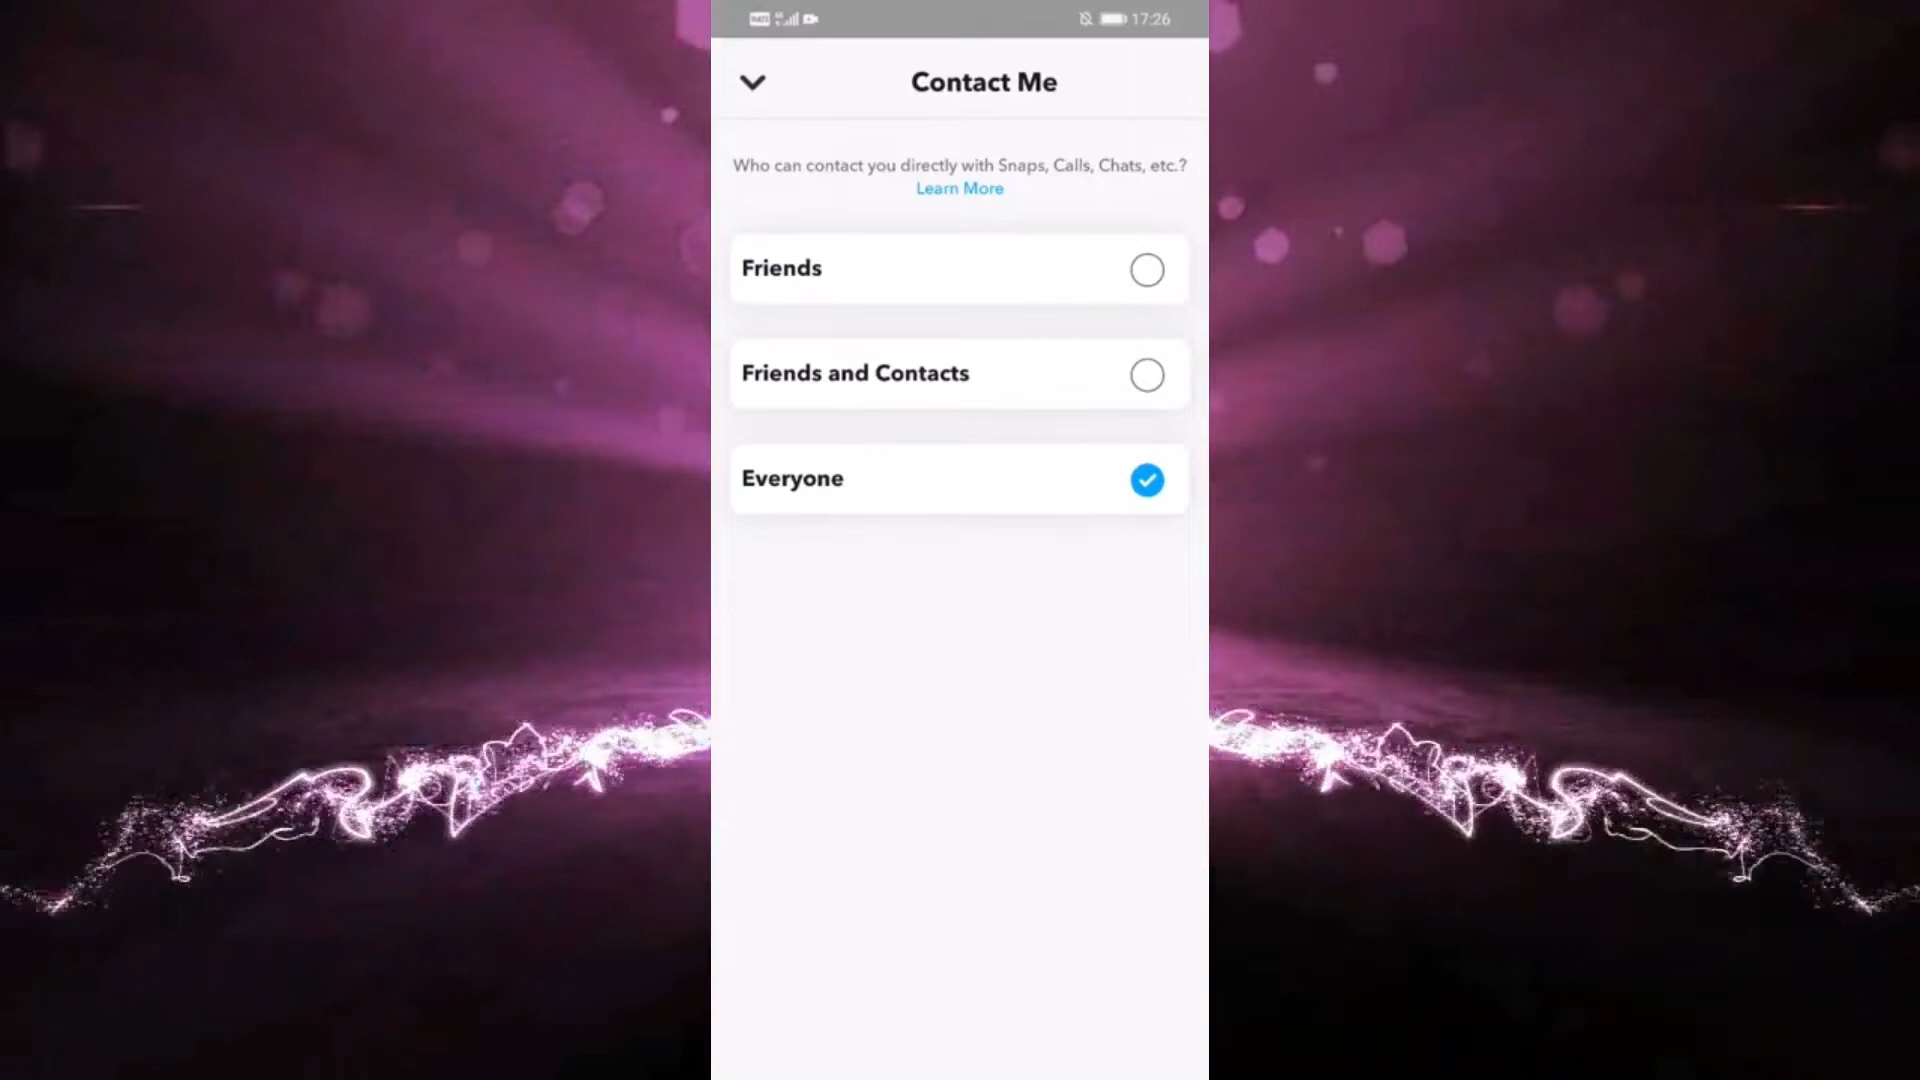 17:26
Contact Me
Who can contact you directly with Snaps, Calls, Chats, etc.?
Learn More
Friends
Friends and Contacts
Everyone